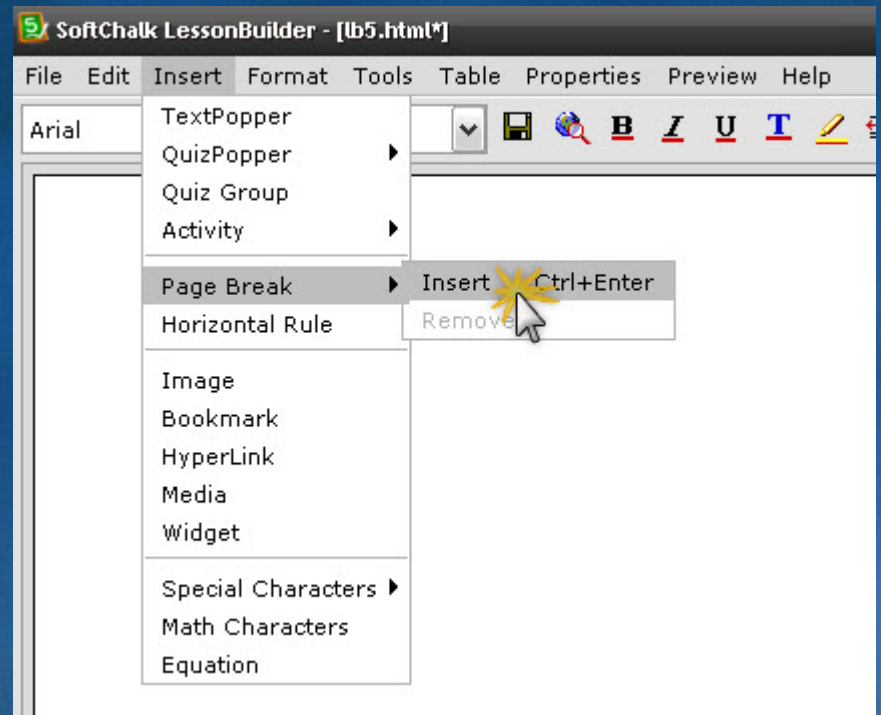 SoftChalk LessonBuilder - [lb5.html*]
File Edit Insert Format Tools Table Properties Preview Help
Arial
B I U T
TextPopper
QuizPopper
Quiz Group
Activity
Page Break
Insert Ctrl+Enter
Remove
Horizontal Rule
Image
Bookmark
HyperLink
Media
Widget
Special Characters
Math Characters
Equation